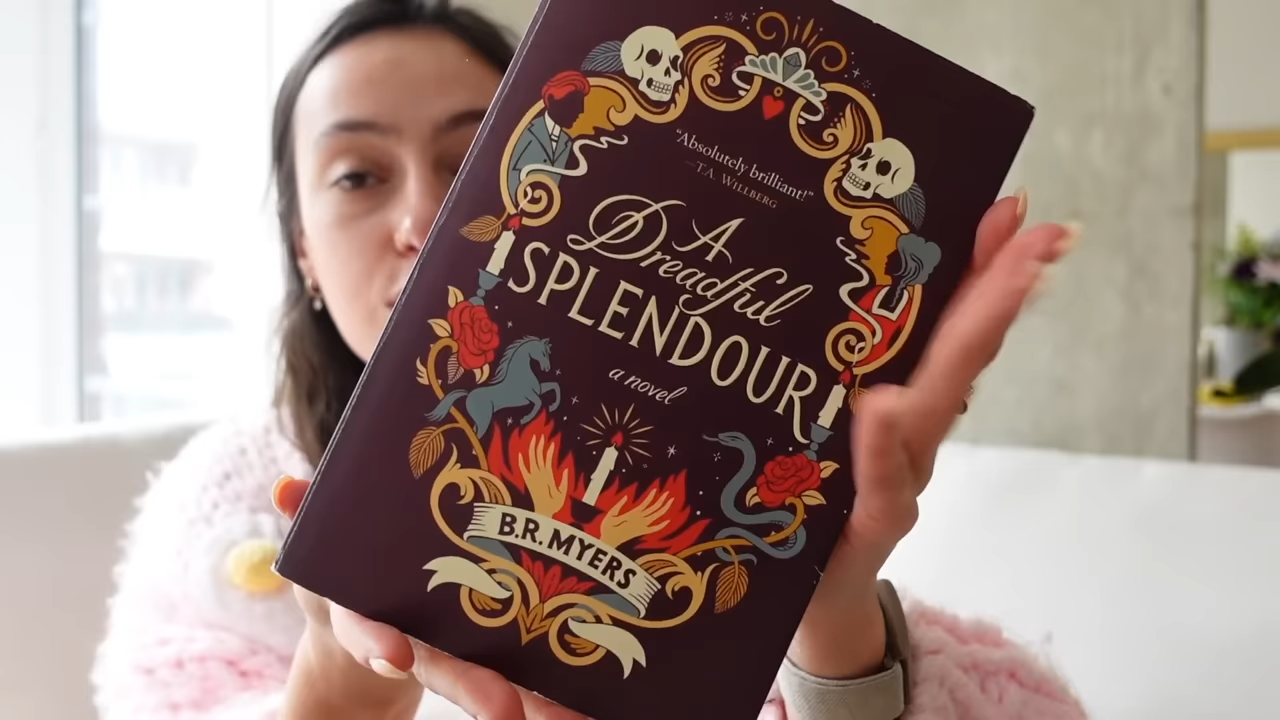 “Absolutely brilliant!”
—T.A. WILLBERG
A
Dreadful
SPLENDOUR
a novel
B.R. MYERS